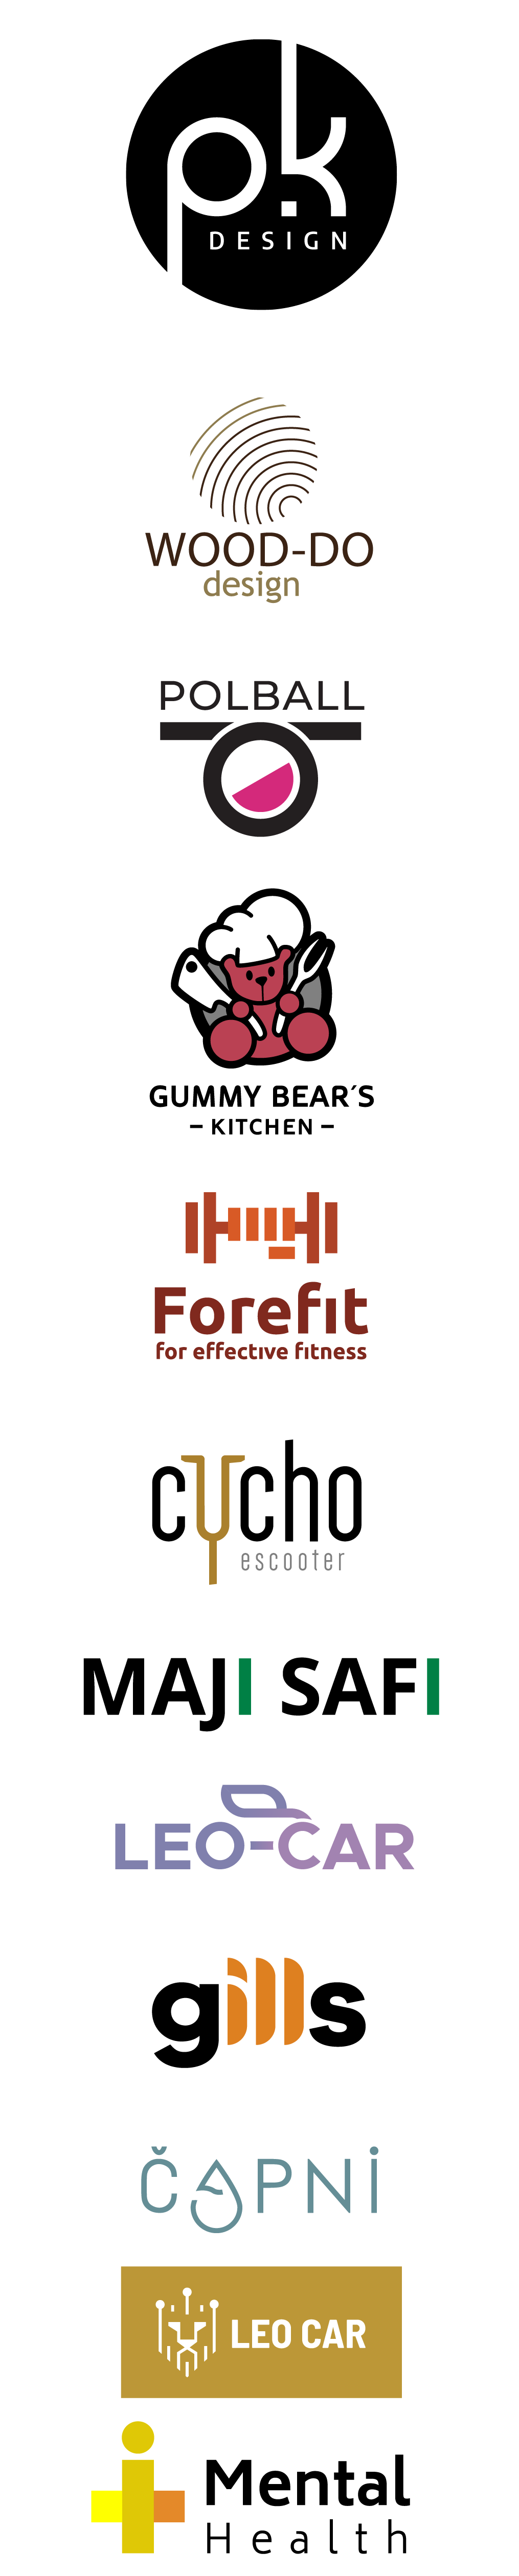 pk
DESIGN
WOOD-DO
design
POLBALL
GUMMY BEAR´S
– KITCHEN –
Forefit
for effective fitness
cycho
escooter
MAJI SAFI
LEO-CAR
gills
ČAPNI
LEO CAR
Mental
Health